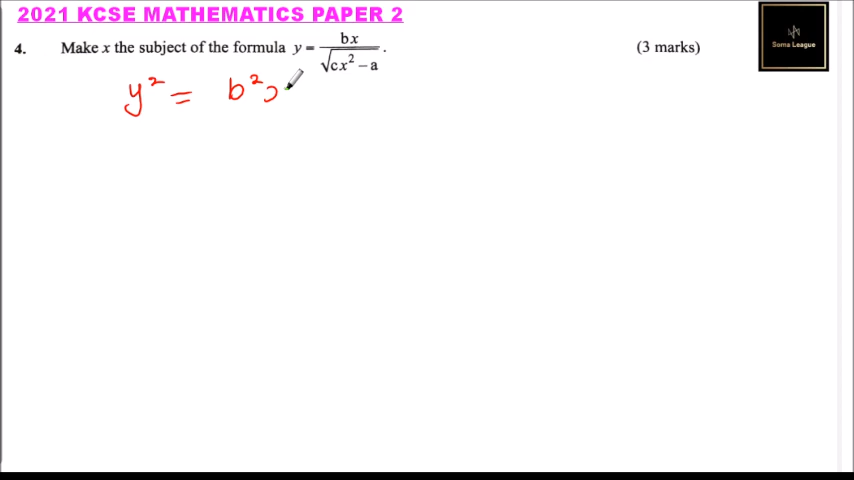 2021 KCSE MATHEMATICS PAPER 2
4. Make x the subject of the formula y = bx / √cx² – a . (3 marks)
Soma League
y² = b²